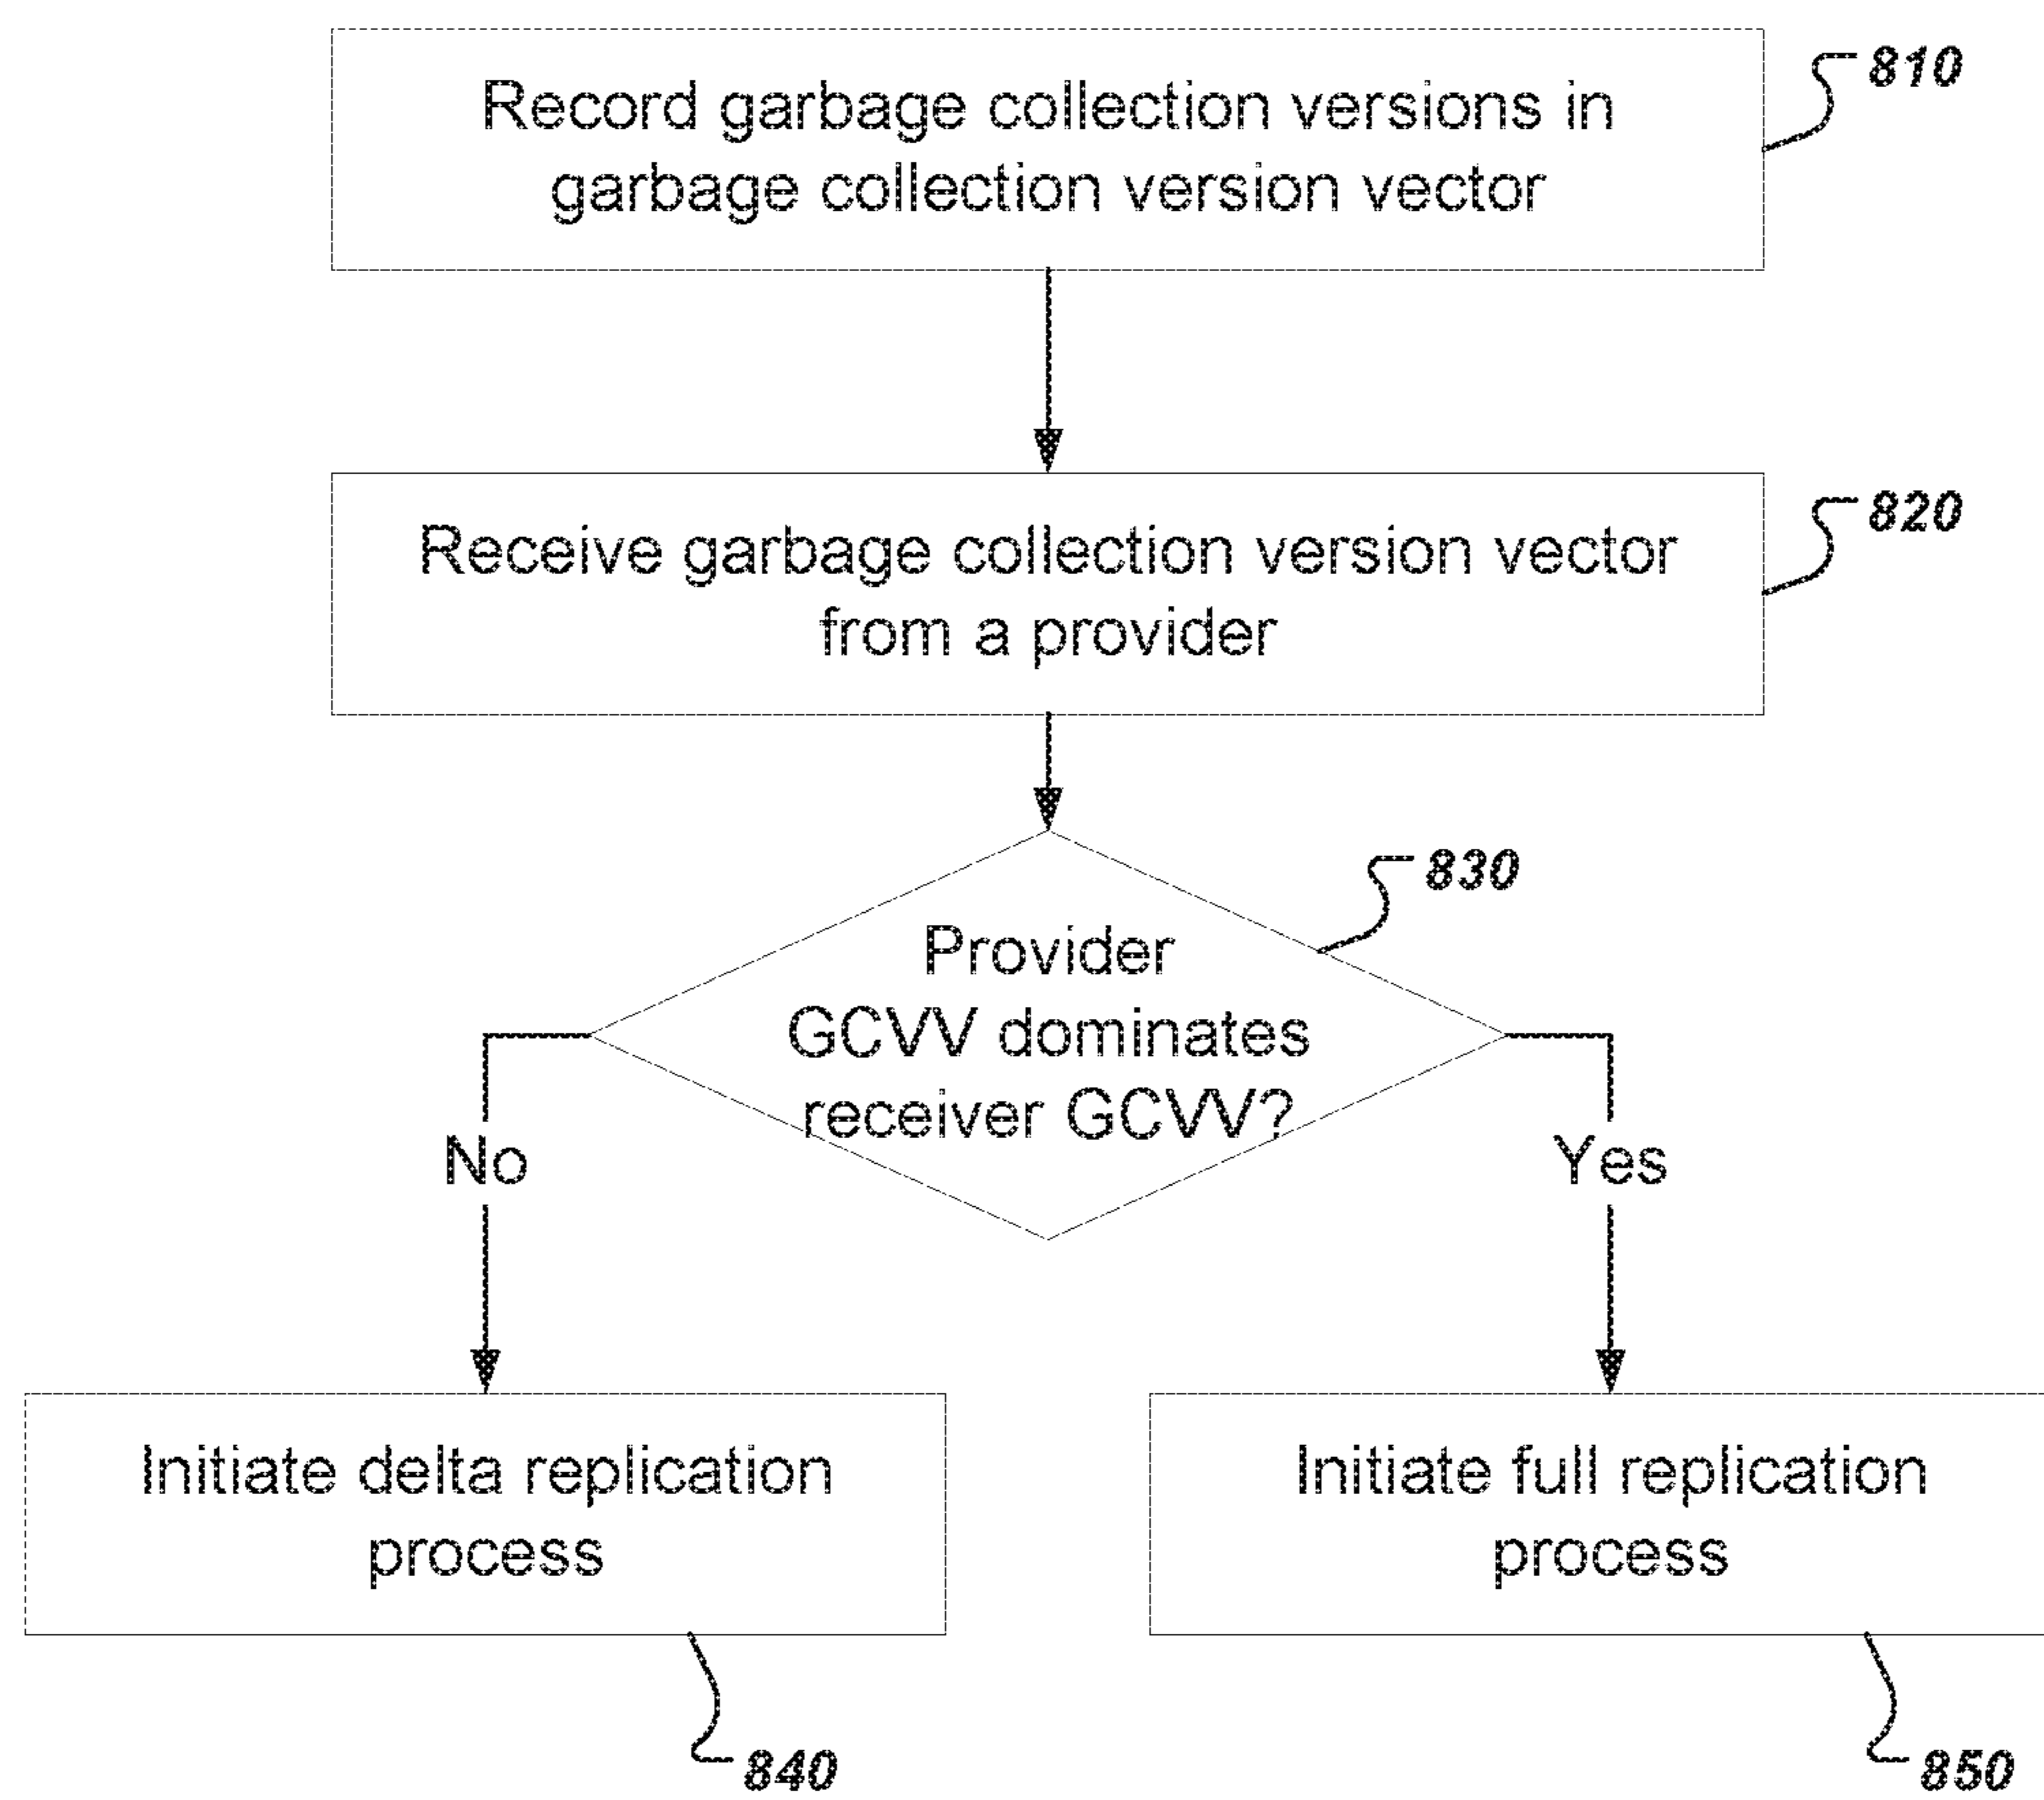 Record garbage collection versions in
garbage collection version vector
810
Receive garbage collection version vector
from a provider
820
830
Provider
GCVV dominates
receiver GCVV?
No
Yes
Initiate delta replication
process
Initiate full replication
process
840
850